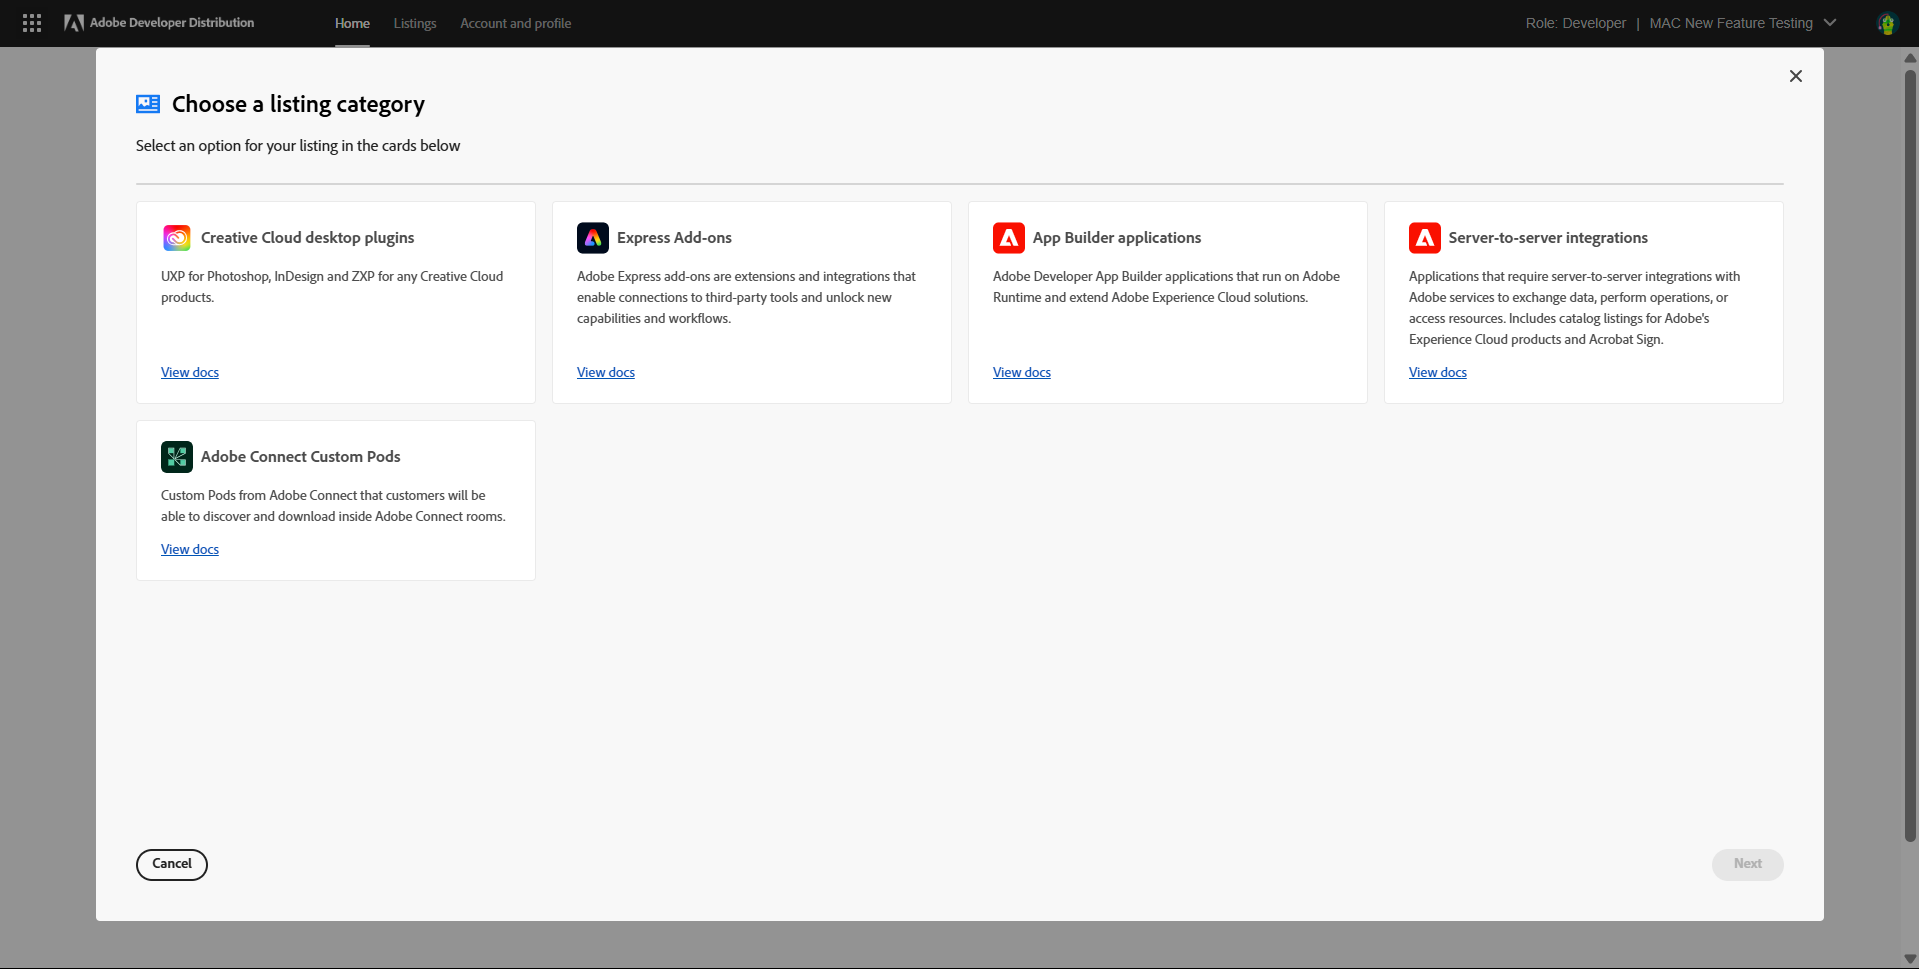 Adobe Developer Distribution
Home
Listings
Account and profile
Role: Developer | MAC New Feature Testing
Choose a listing category
Select an option for your listing in the cards below
Creative Cloud desktop plugins
UXP for Photoshop, InDesign and ZXP for any Creative Cloud
products.
View docs
Express Add-ons
Adobe Express add-ons are extensions and integrations that
enable connections to third-party tools and unlock new
capabilities and workflows.
View docs
App Builder applications
Adobe Developer App Builder applications that run on Adobe
Runtime and extend Adobe Experience Cloud solutions.
View docs
Server-to-server integrations
Applications that require server-to-server integrations with
Adobe services to exchange data, perform operations, or
access resources. Includes catalog listings for Adobe's
Experience Cloud products and Acrobat Sign.
View docs
Adobe Connect Custom Pods
Custom Pods from Adobe Connect that customers will be
able to discover and download inside Adobe Connect rooms.
View docs
Cancel
Next